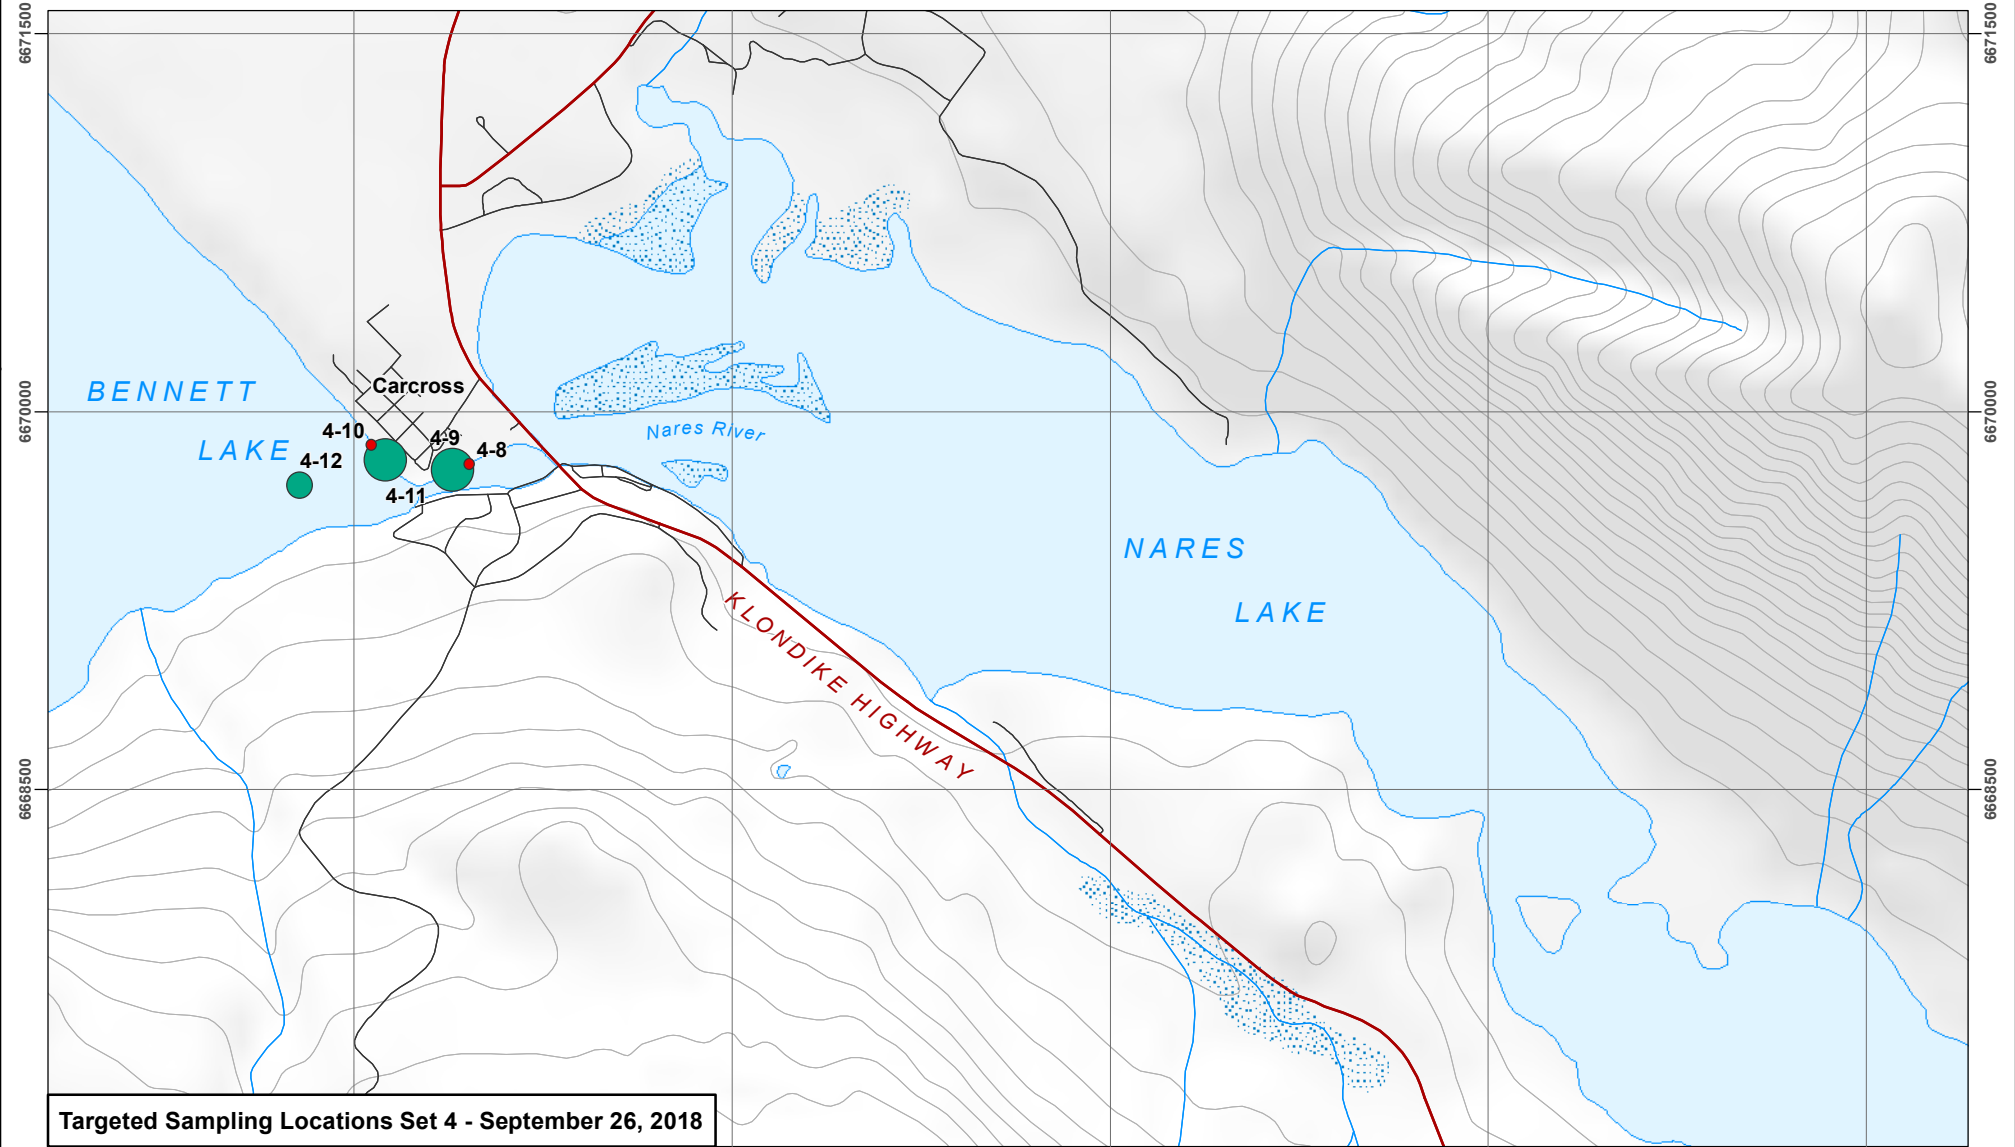 6671500
6671500
Carcross
BENNETT
6670000
6670000
4-10
4-9
Nares River
LAKE
4-12
4-8
4-11
NARES
LAKE
KLONDIKE HIGHWAY
6668500
6668500
Targeted Sampling Locations Set 4 - September 26, 2018